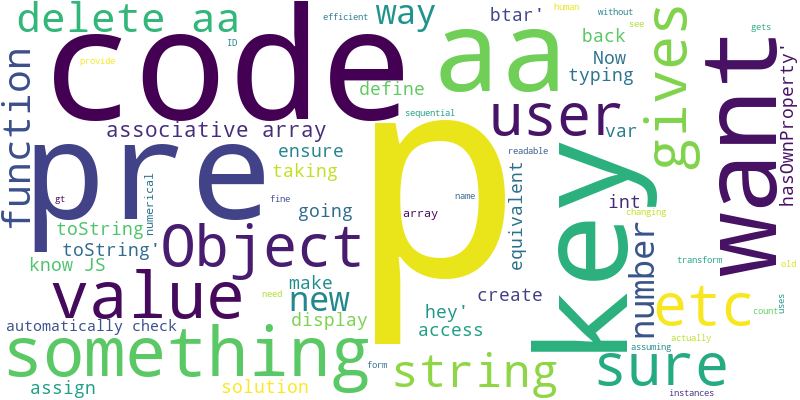 delete aa
code
efficient
ID
provide
way
btar'
human
without
see
gets
back
Now
typing
define
aa
gives
want
function
associative array
sequential
user
var
hasOwnProperty'
pre
ensure
taking
p
readable
key
gt
numerical
fine
going
array
name
equivalent
int
changing
toString
toString'
Object
know JS
number
transform
old
value
make
new
create
need
etc
count
uses
automatically check
display
hey'
access
actually
something
assuming
sure
assign
solution
form
string
instances